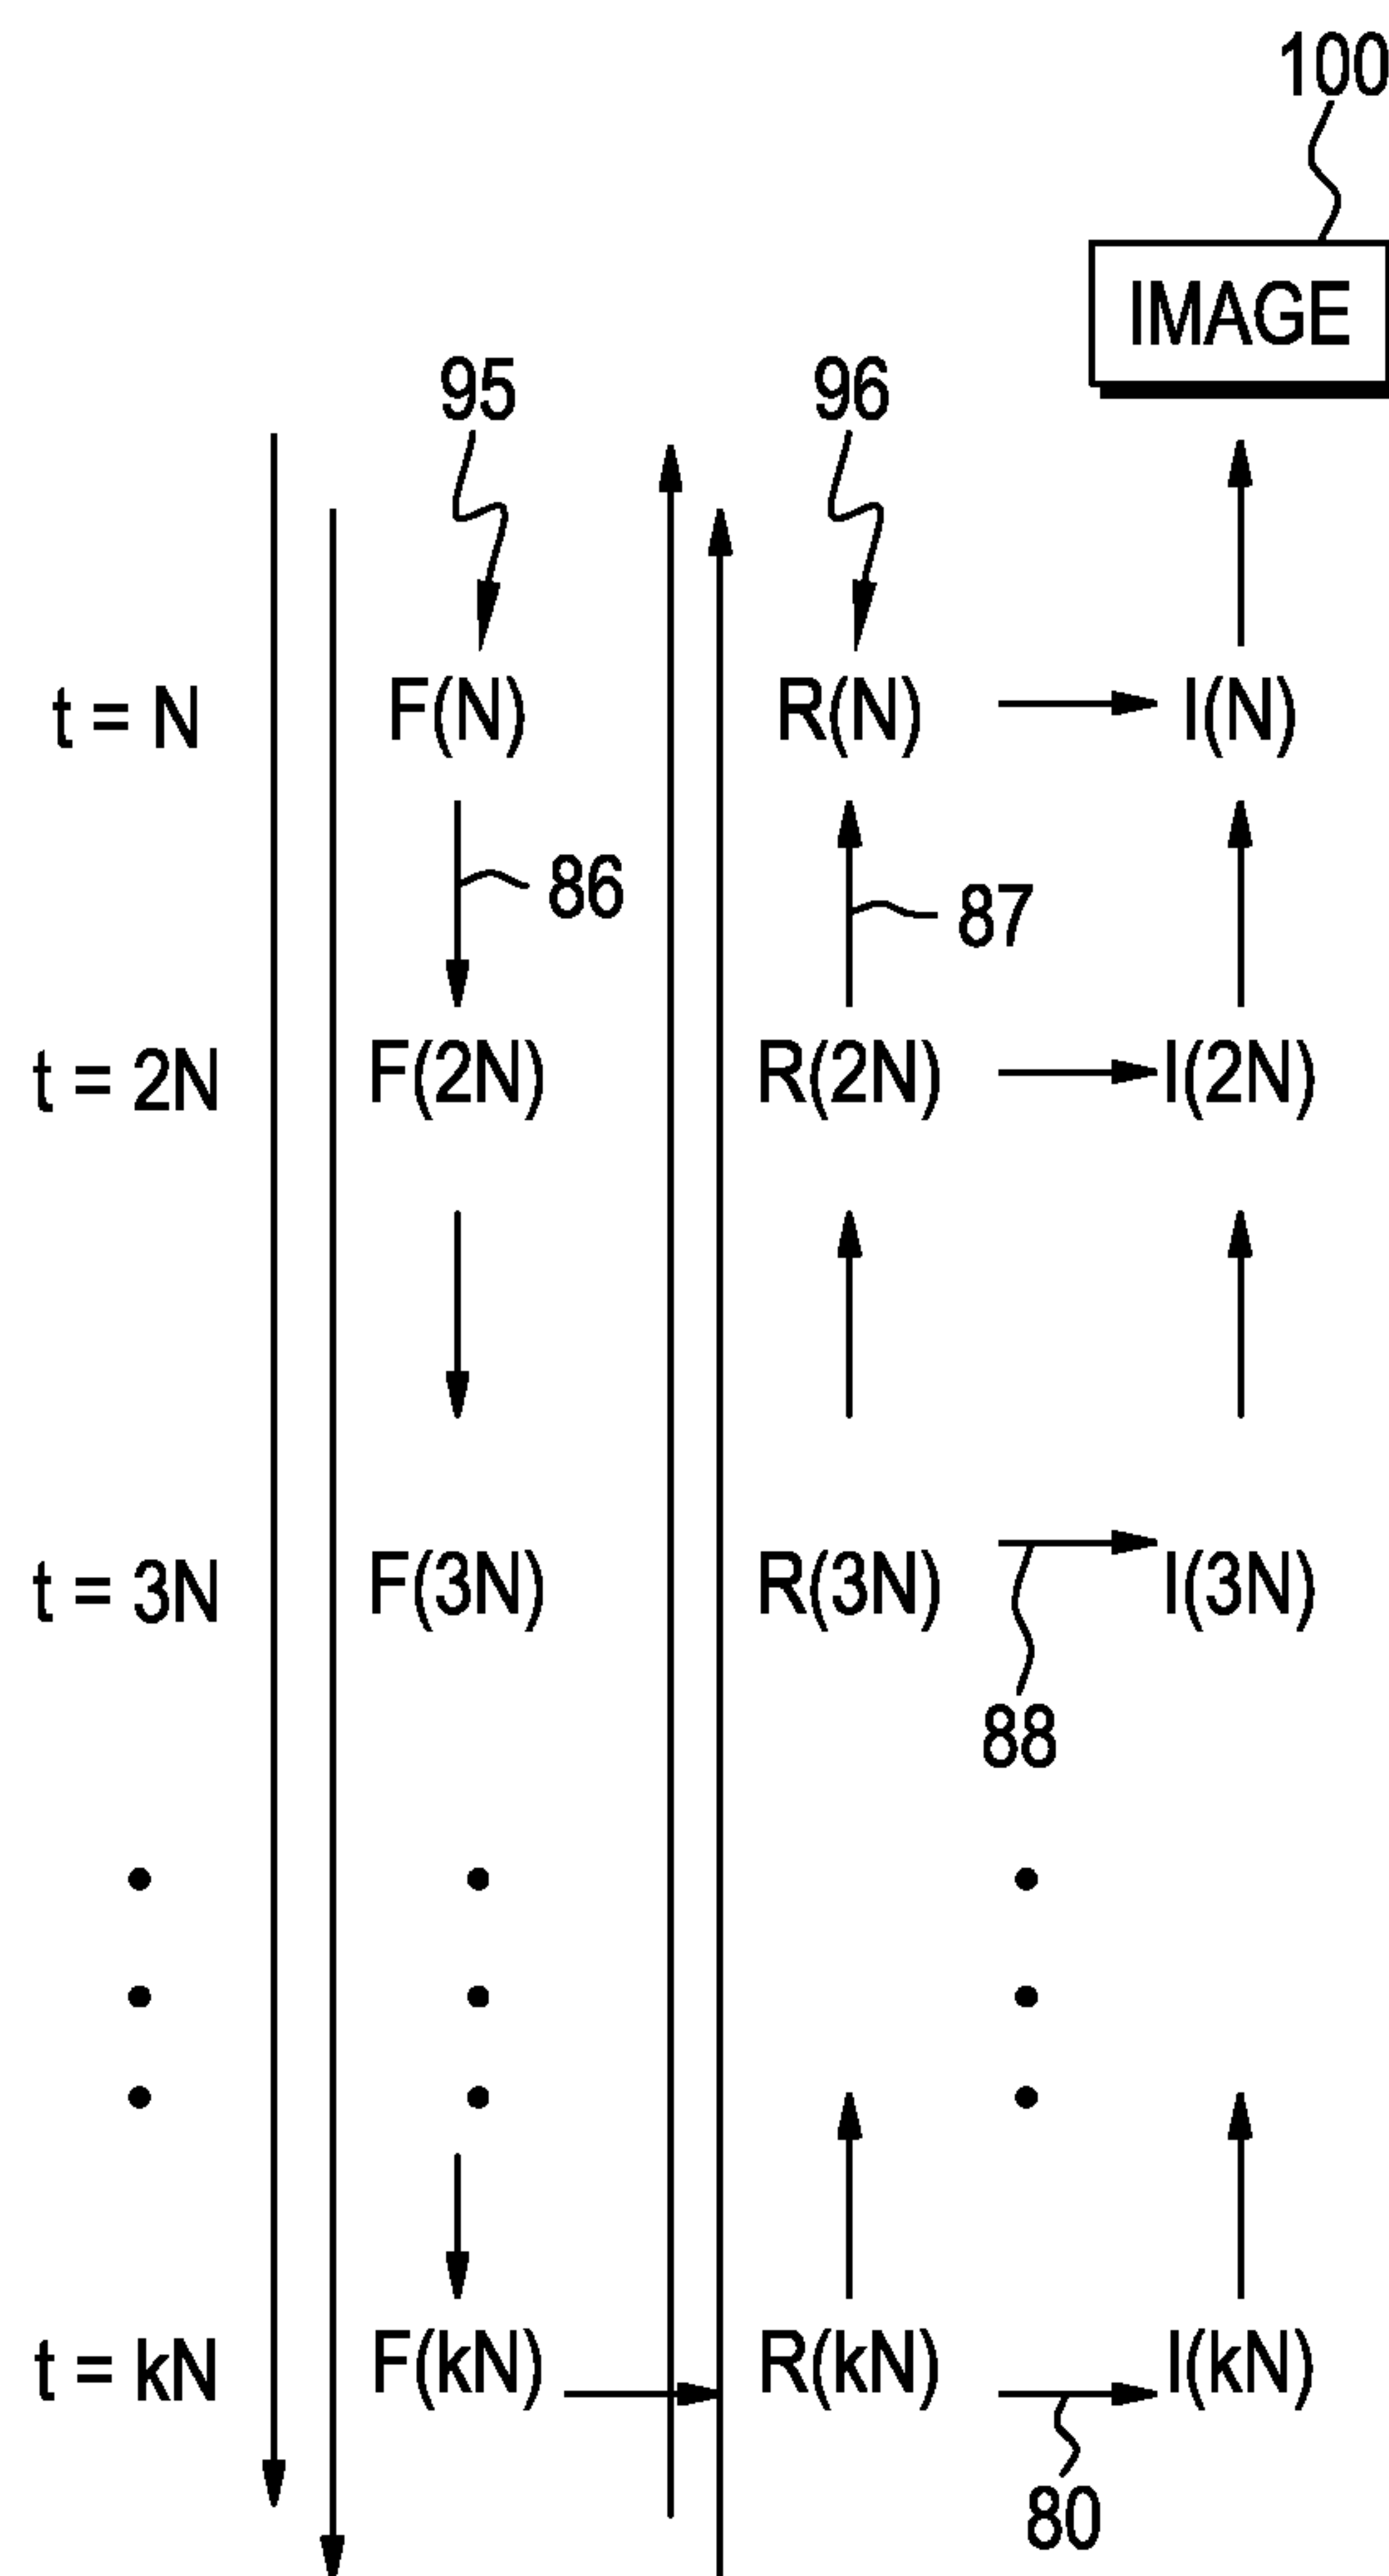 100
IMAGE
95 96
t = N F(N) R(N) I(N)
86 87
t = 2N F(2N) R(2N) I(2N)
t = 3N F(3N) R(3N) I(3N)
88
t = kN F(kN) R(kN) I(kN)
80